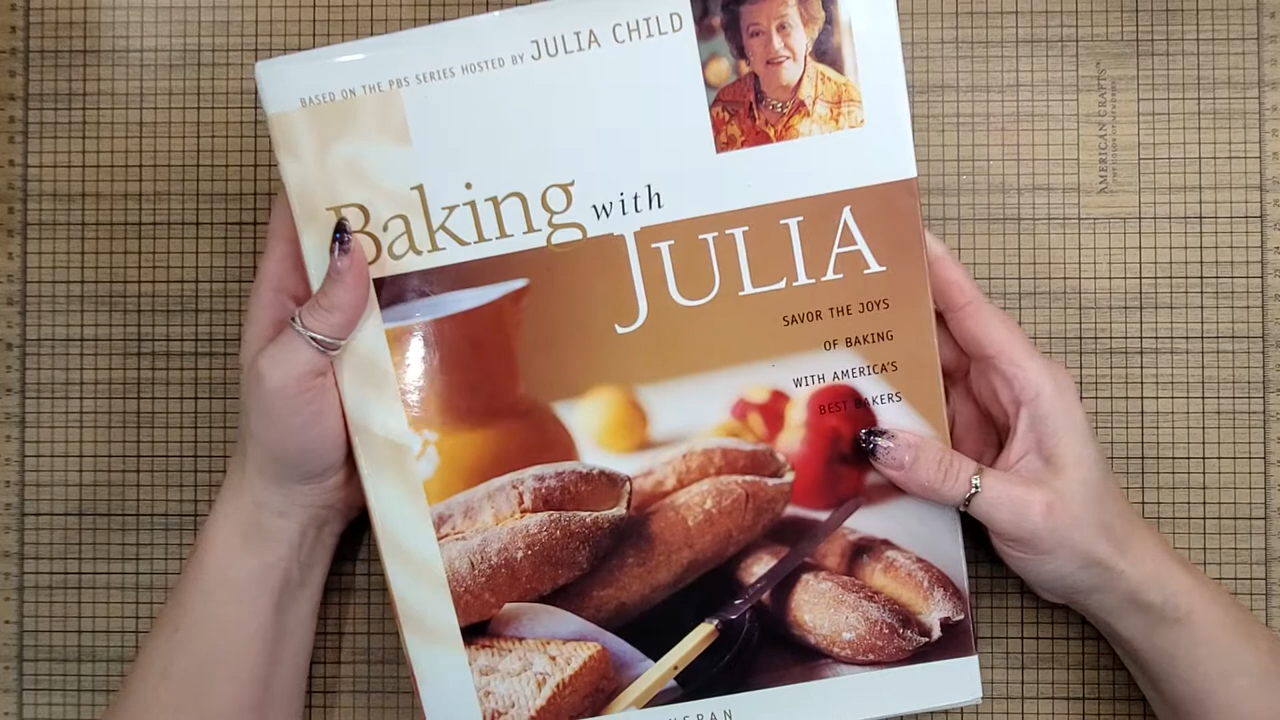 BASED ON THE PBS SERIES HOSTED BY JULIA CHILD
Baking with
JULIA
SAVOR THE JOYS
OF BAKING
WITH AMERICA'S
BEST BAKERS
AMERICAN CRAFTS™